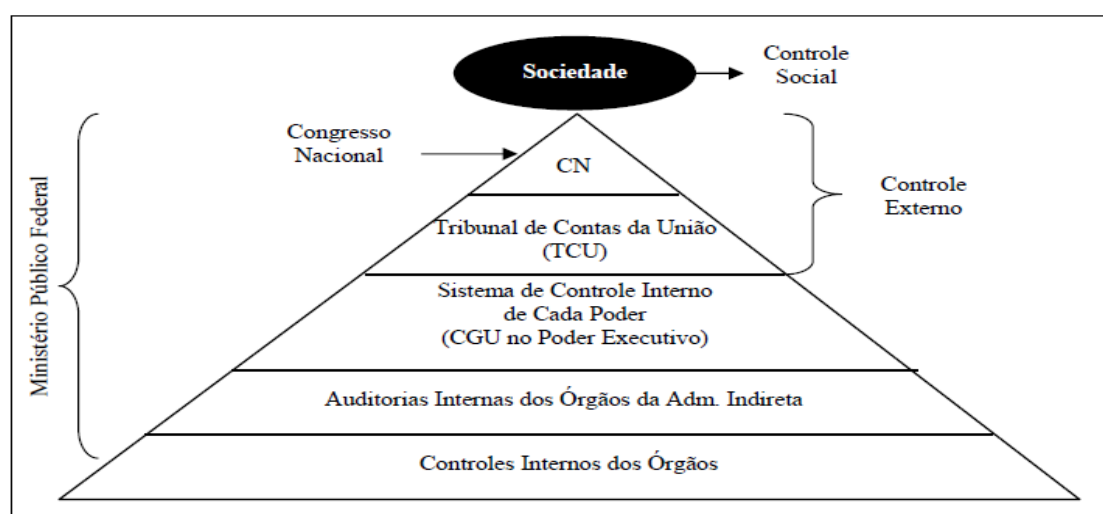 Sociedade
Controle
Social
Congresso
Nacional
CN
Controle
Externo
Tribunal de Contas da União
(TCU)
Ministério Público Federal
Sistema de Controle Interno
de Cada Poder
(CGU no Poder Executivo)
Auditorias Internas dos Órgãos da Adm. Indireta
Controles Internos dos Órgãos